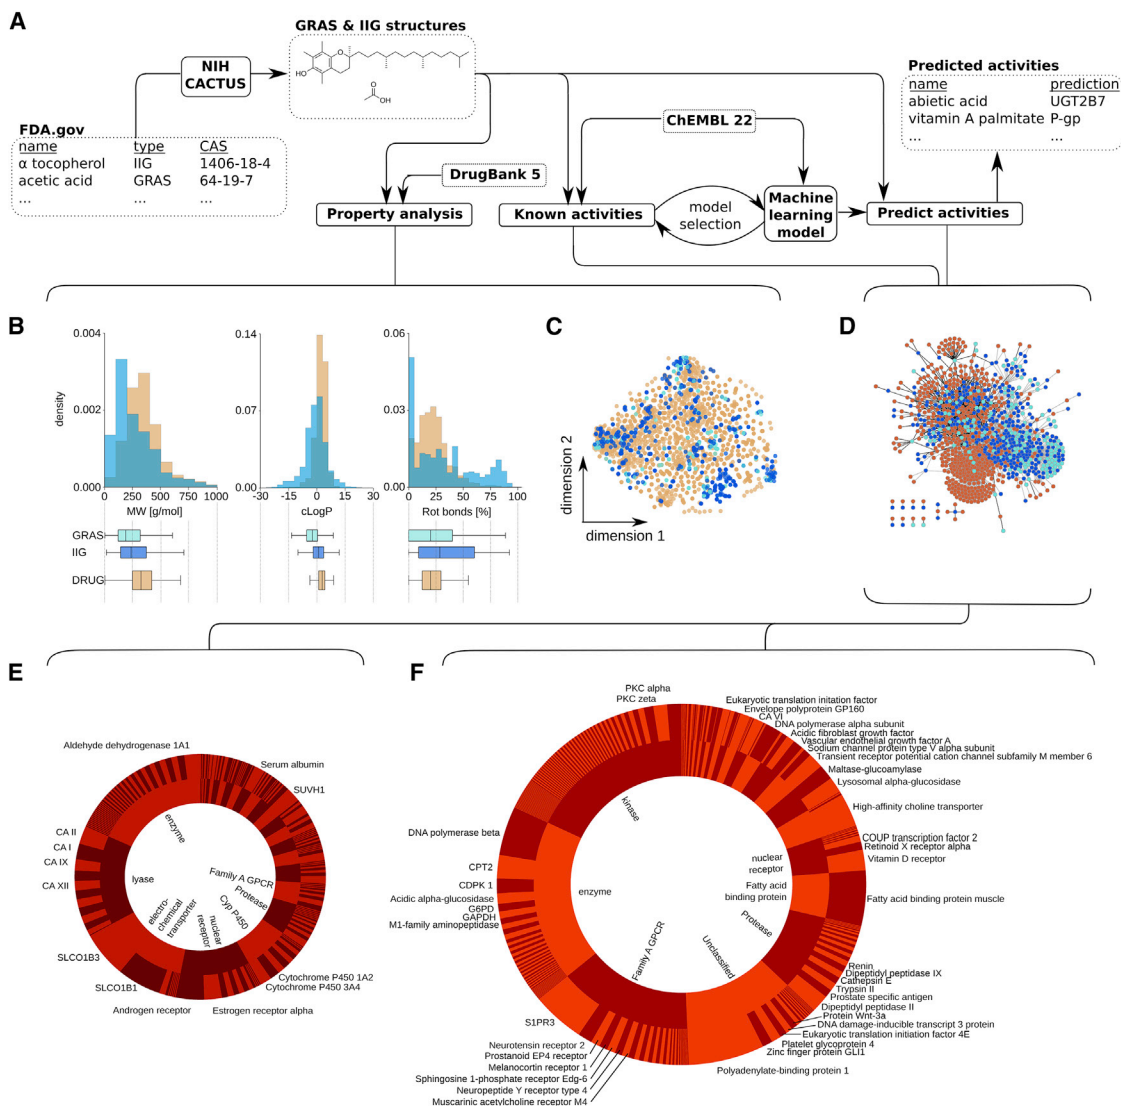 A
GRAS & IIG structures
NIH
CACTUS
HO
O
O
OH
Predicted activities
name prediction
abietic acid UGT2B7
vitamin A palmitate P-gp
... ...
FDA.gov
name type CAS
α tocopherol IIG 1406-18-4
acetic acid GRAS 64-19-7
... ... ...
ChEMBL 22
DrugBank 5
Property analysis
Known activities
model
selection
Machine
learning
model
Predict activities
B
density
0.004
0.002
0.000
0 250 500 750 1000
MW [g/mol]
0.14
0.07
0.00
-30 -15 0 15 30
cLogP
0.06
0.03
0.00
0 25 50 75 100
Rot bonds [%]
GRAS
IIG
DRUG
C
dimension 2
dimension 1
D
E
Aldehyde dehydrogenase 1A1
Serum albumin
SUVH1
CA II
CA I
CA IX
CA XII
SLCO1B3
SLCO1B1
Androgen receptor
Estrogen receptor alpha
Cytochrome P450 1A2
Cytochrome P450 3A4
enzyme
lyase
electro-
chemical
transporter
nuclear
receptor
Cyp P450
Protease
Family A GPCR
F
PKC alpha
PKC zeta
Eukaryotic translation initation factor
Envelope polyprotein GP160
CA VI
DNA polymerase alpha subunit
Acidic fibroblast growth factor
Vascular endothelial growth factor A
Sodium channel protein type V alpha subunit
Transient receptor potential cation channel subfamily M member 6
Maltase-glucoamylase
Lysosomal alpha-glucosidase
High-affinity choline transporter
COUP transcription factor 2
Retinoid X receptor alpha
Vitamin D receptor
Fatty acid binding protein muscle
Renin
Dipeptidyl peptidase IX
Cathepsin E
Trypsin II
Prostate specific antigen
Dipeptidyl peptidase II
Protein Wnt-3a
DNA damage-inducible transcript 3 protein
Eukaryotic translation initiation factor 4E
Platelet glycoprotein 4
Zinc finger protein GLI1
Polyadenylate-binding protein 1
DNA polymerase beta
CPT2
CDPK 1
Acidic alpha-glucosidase
G6PD
GAPDH
M1-family aminopeptidase
S1PR3
Neurotensin receptor 2
Prostanoid EP4 receptor
Melanocortin receptor 1
Sphingosine 1-phosphate receptor Edg-6
Neuropeptide Y receptor type 4
Muscarinic acetylcholine receptor M4
kinase
enzyme
nuclear
receptor
Fatty acid
binding protein
Protease
Unclassified
Family A GPCR